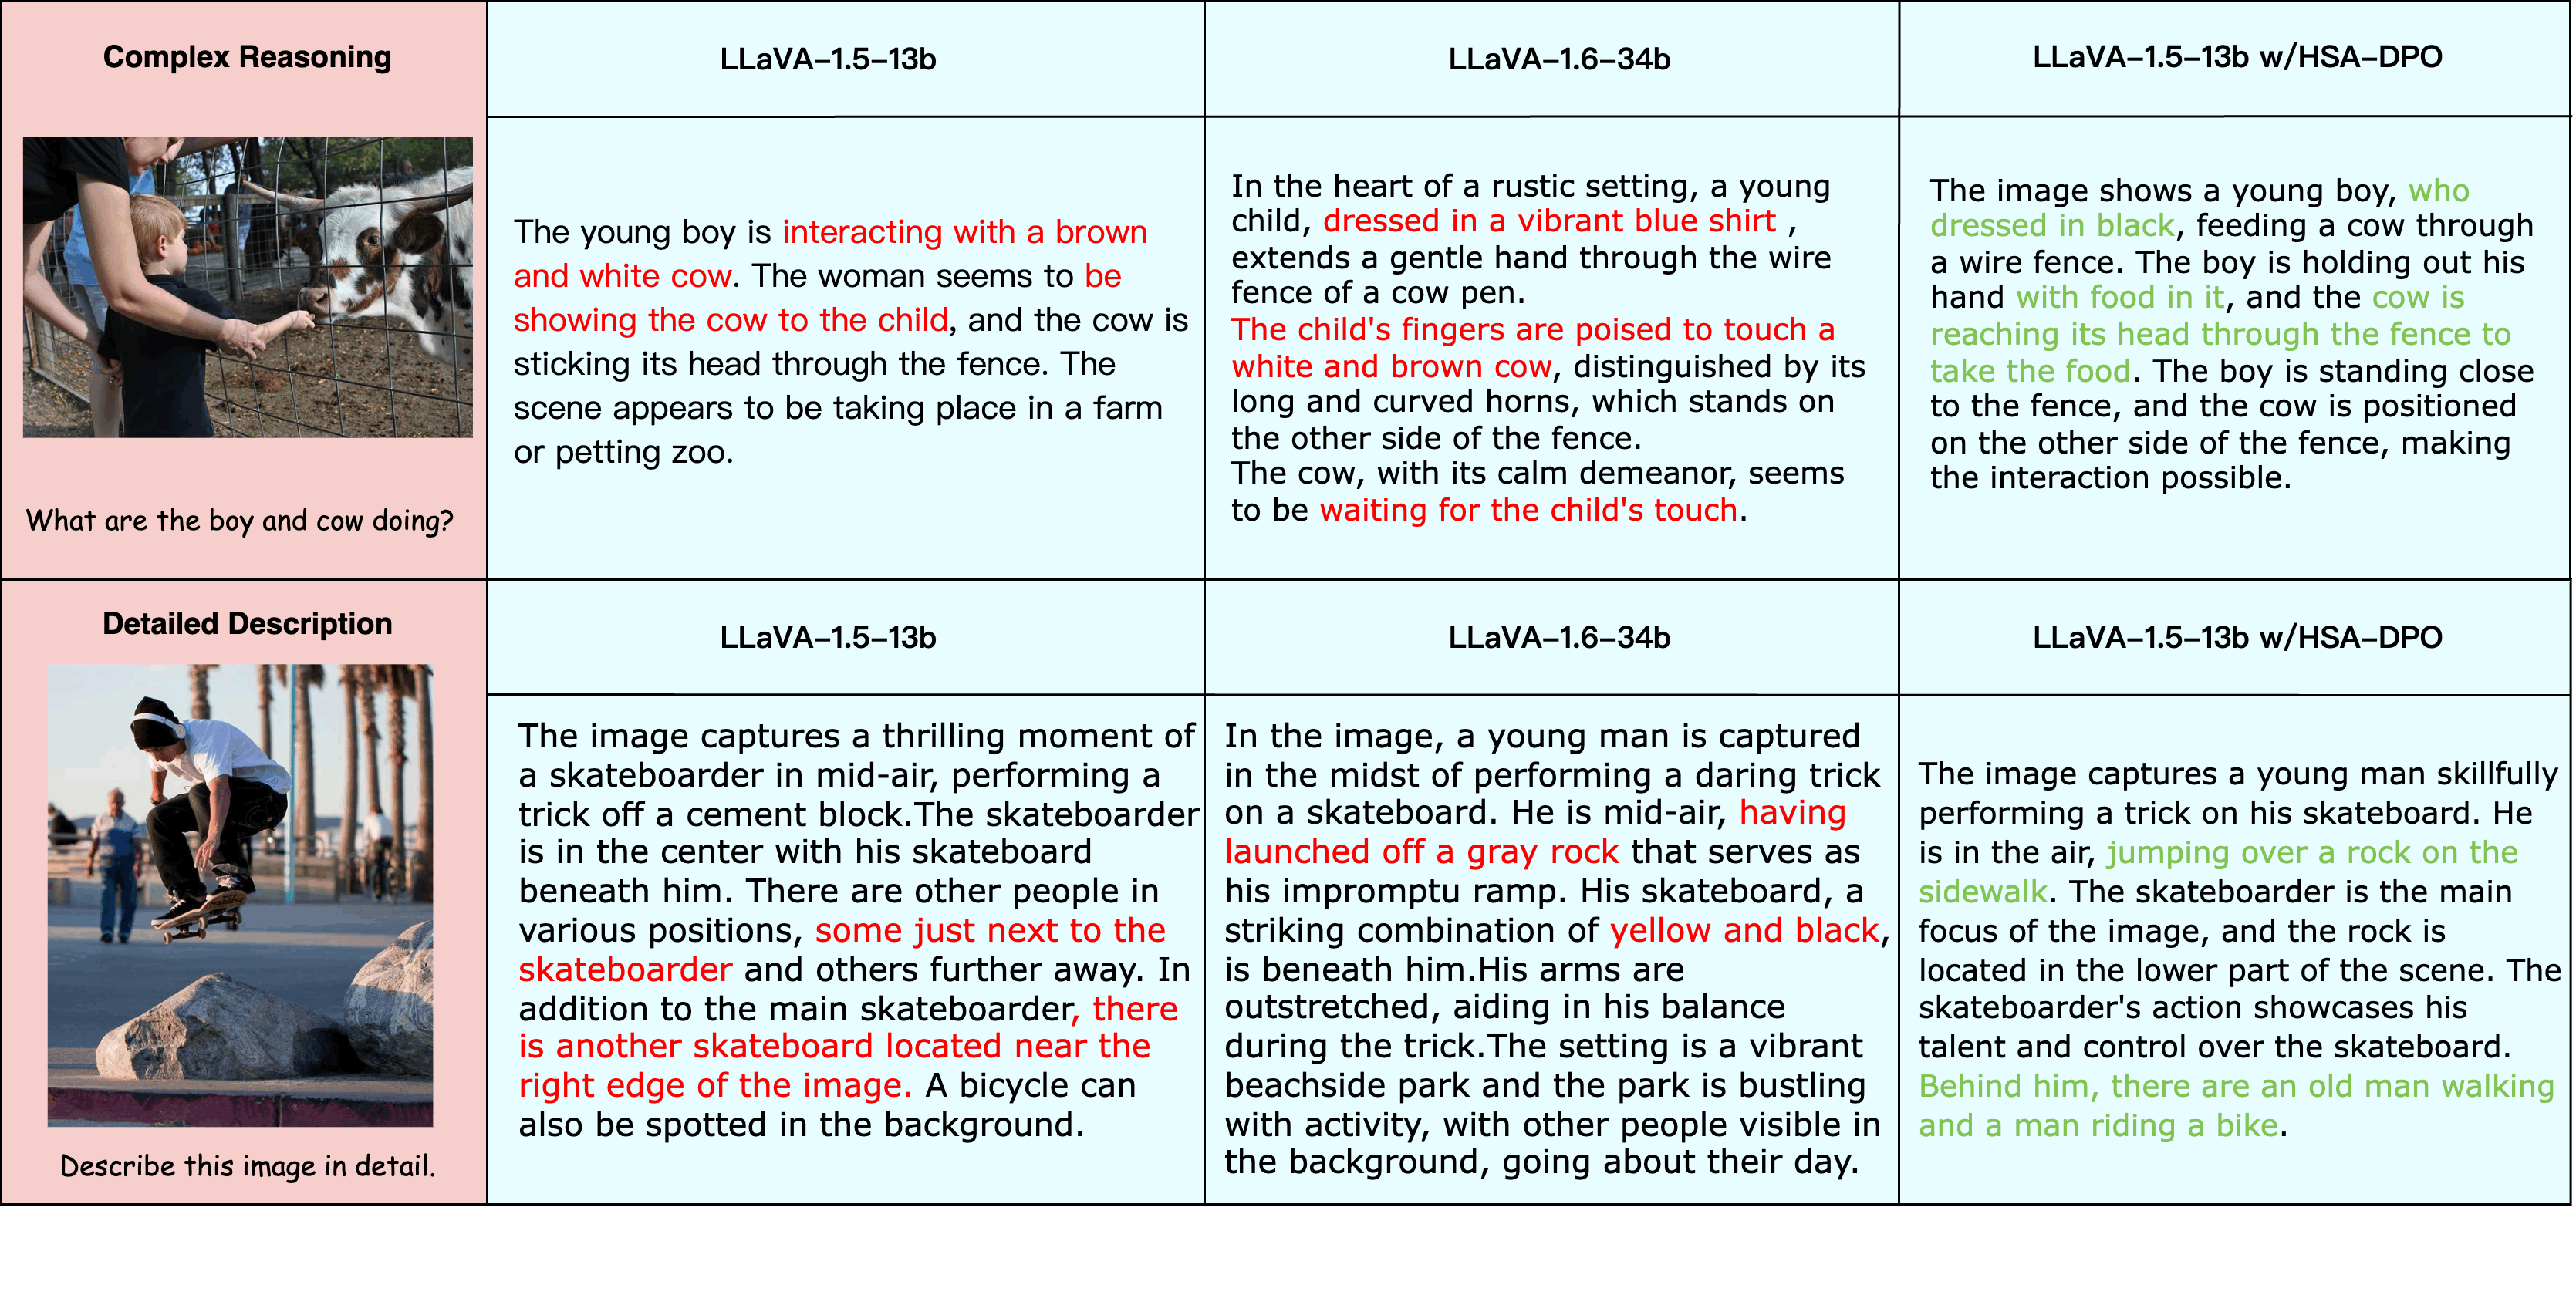 Complex Reasoning
What are the boy and cow doing?
LLaVA–1.5–13b
The young boy is interacting with a brown
and white cow. The woman seems to be
showing the cow to the child, and the cow is
sticking its head through the fence. The
scene appears to be taking place in a farm
or petting zoo.
LLaVA–1.6–34b
In the heart of a rustic setting, a young
child, dressed in a vibrant blue shirt ,
extends a gentle hand through the wire
fence of a cow pen.
The child's fingers are poised to touch a
white and brown cow, distinguished by its
long and curved horns, which stands on
the other side of the fence.
The cow, with its calm demeanor, seems
to be waiting for the child's touch.
LLaVA–1.5–13b w/HSA–DPO
The image shows a young boy, who
dressed in black, feeding a cow through
a wire fence. The boy is holding out his
hand with food in it, and the cow is
reaching its head through the fence to
take the food. The boy is standing close
to the fence, and the cow is positioned
on the other side of the fence, making
the interaction possible.
Detailed Description
Describe this image in detail.
LLaVA–1.5–13b
The image captures a thrilling moment of
a skateboarder in mid-air, performing a
trick off a cement block.The skateboarder
is in the center with his skateboard
beneath him. There are other people in
various positions, some just next to the
skateboarder and others further away. In
addition to the main skateboarder, there
is another skateboard located near the
right edge of the image. A bicycle can
also be spotted in the background.
LLaVA–1.6–34b
In the image, a young man is captured
in the midst of performing a daring trick
on a skateboard. He is mid-air, having
launched off a gray rock that serves as
his impromptu ramp. His skateboard, a
striking combination of yellow and black,
is beneath him.His arms are
outstretched, aiding in his balance
during the trick.The setting is a vibrant
beachside park and the park is bustling
with activity, with other people visible in
the background, going about their day.
LLaVA–1.5–13b w/HSA–DPO
The image captures a young man skillfully
performing a trick on his skateboard. He
is in the air, jumping over a rock on the
sidewalk. The skateboarder is the main
focus of the image, and the rock is
located in the lower part of the scene. The
skateboarder's action showcases his
talent and control over the skateboard.
Behind him, there are an old man walking
and a man riding a bike.